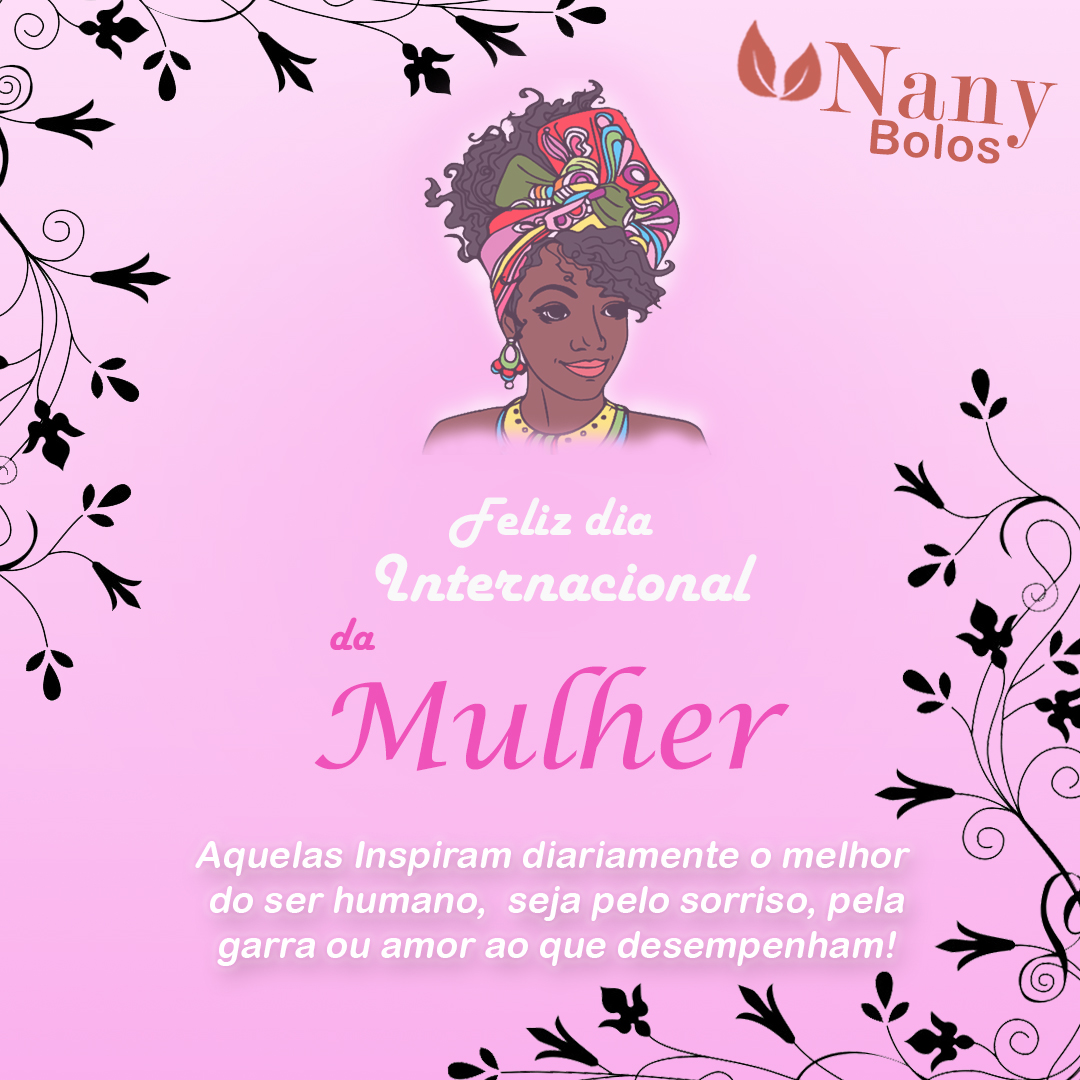 Nany
Bolos
Feliz dia
Internacional
da
Mulher
Aquelas Inspiram diariamente o melhor
do ser humano, seja pelo sorriso, pela
garra ou amor ao que desempenham!